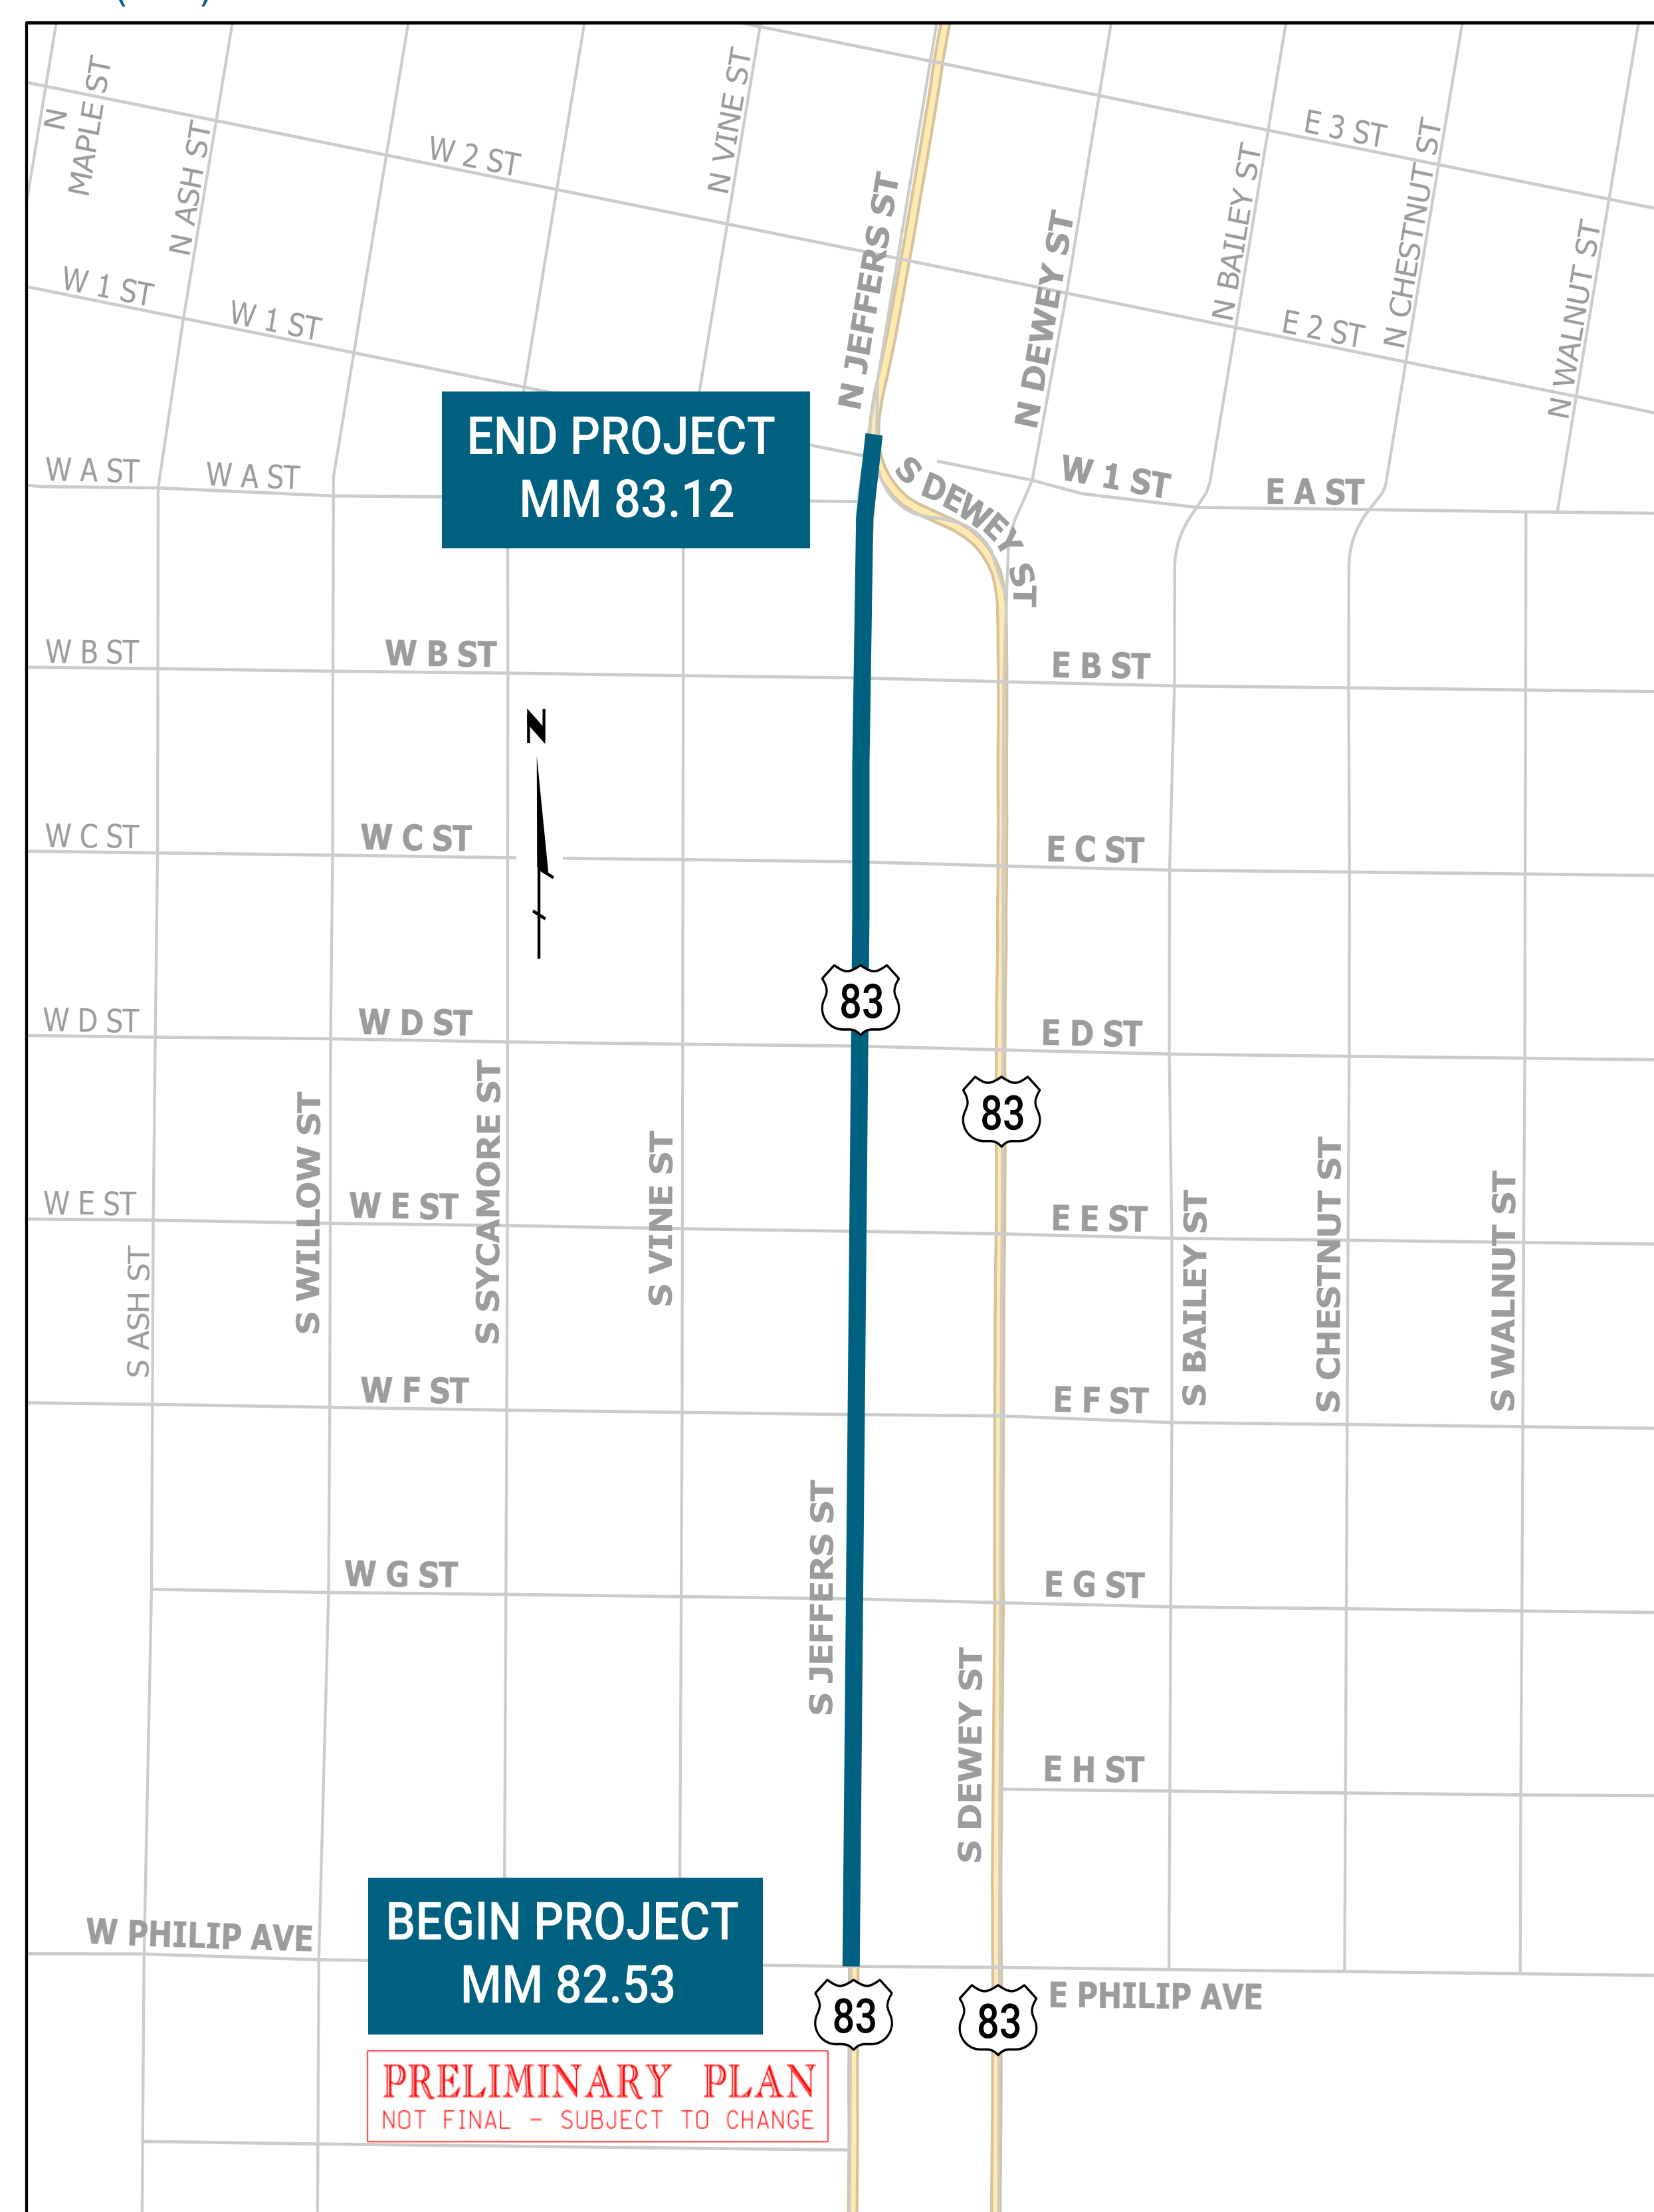 N
MAPLE ST
N ASH ST
W 2 ST
N VINE ST
N JEFFERS ST
N DEWEY ST
N BAILEY ST
E 3 ST
N CHESTNUT ST
N WALNUT ST
W 1 ST
W 1 ST
E 2 ST
END PROJECT
MM 83.12
W A ST
W A ST
S DEWEY ST
W 1 ST
E A ST
W B ST
W B ST
E B ST
N
W C ST
W C ST
E C ST
83
W D ST
W D ST
E D ST
83
S WILLOW ST
S SYCAMORE ST
S VINE ST
W E ST
W E ST
E E ST
S ASH ST
S BAILEY ST
S CHESTNUT ST
S WALNUT ST
W F ST
E F ST
S JEFFERS ST
W G ST
E G ST
S DEWEY ST
E H ST
W PHILIP AVE
BEGIN PROJECT
MM 82.53
83
83
E PHILIP AVE
PRELIMINARY PLAN
NOT FINAL - SUBJECT TO CHANGE